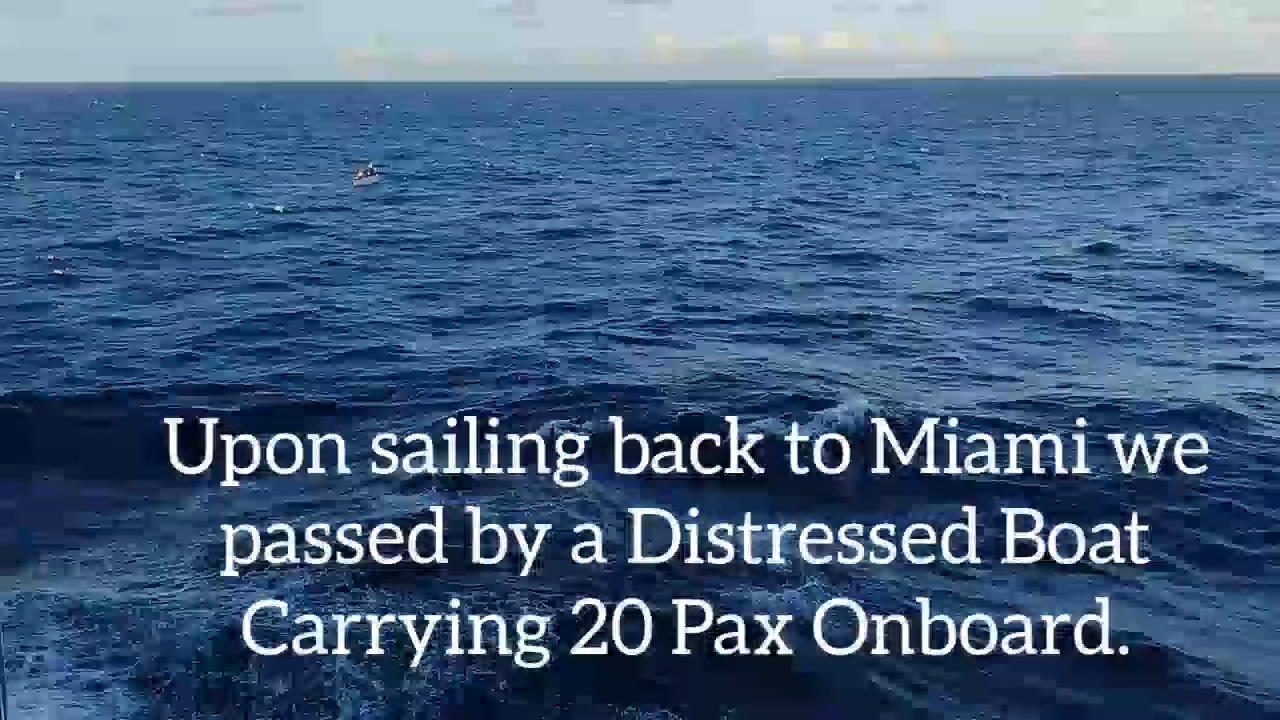 Upon sailing back to Miami we
passed by a Distressed Boat
Carrying 20 Pax Onboard.